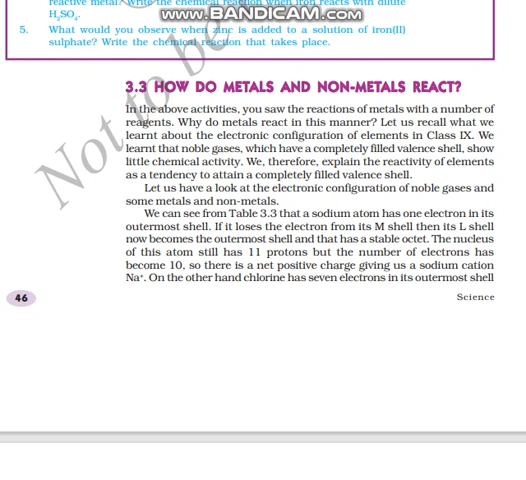 reactive metal? Write the chemical reaction when iron reacts with dilute
H₂SO₄.
www.BANDICAM.com
5. What would you observe when zinc is added to a solution of iron(II)
sulphate? Write the chemical reaction that takes place.
3.3 HOW DO METALS AND NON-METALS REACT?
In the above activities, you saw the reactions of metals with a number of
reagents. Why do metals react in this manner? Let us recall what we
learnt about the electronic configuration of elements in Class IX. We
learnt that noble gases, which have a completely filled valence shell, show
little chemical activity. We, therefore, explain the reactivity of elements
as a tendency to attain a completely filled valence shell.
Let us have a look at the electronic configuration of noble gases and
some metals and non-metals.
We can see from Table 3.3 that a sodium atom has one electron in its
outermost shell. If it loses the electron from its M shell then its L shell
now becomes the outermost shell and that has a stable octet. The nucleus
of this atom still has 11 protons but the number of electrons has
become 10, so there is a net positive charge giving us a sodium cation
Na⁺. On the other hand chlorine has seven electrons in its outermost shell
46
Science
Not to be